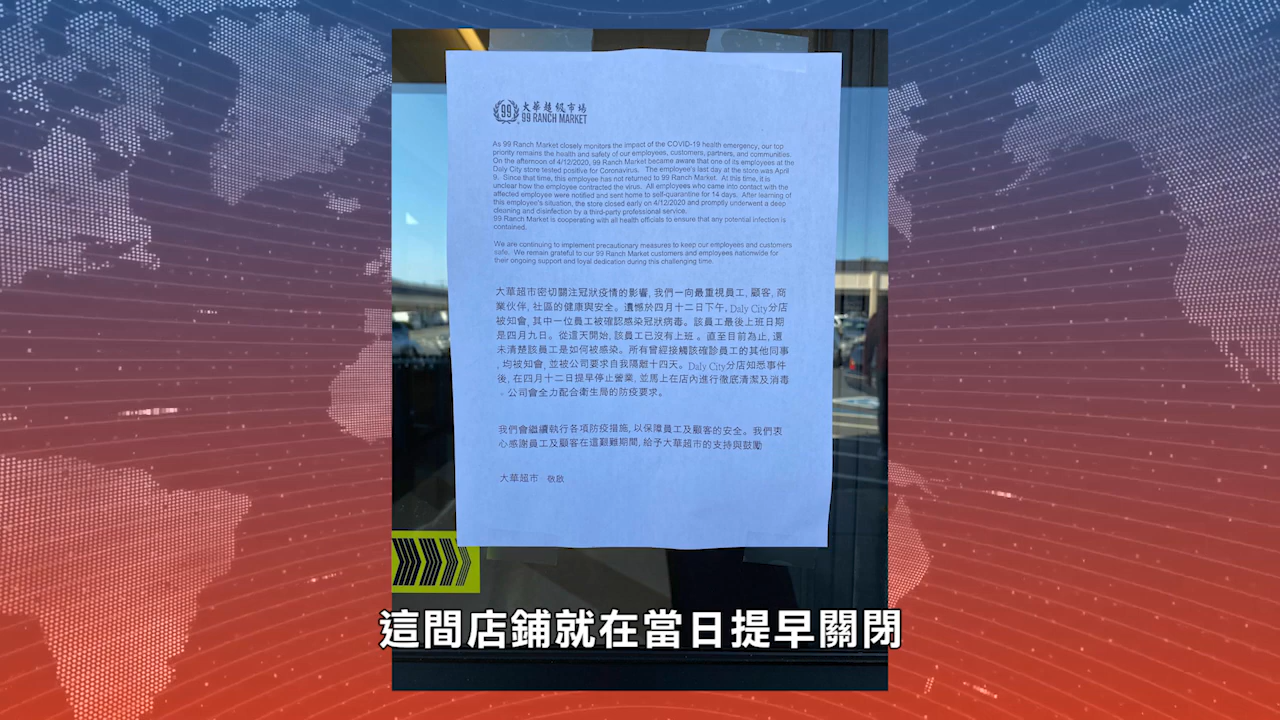 大華超級市場
99 RANCH MARKET
As 99 Ranch Market closely monitors the impact of the COVID-19 health emergency, our top
priority remains the health and safety of our employees, customers, partners, and communities.
On the afternoon of 4/12/2020, 99 Ranch Market became aware that one of its employees at the
Daly City store tested positive for Coronavirus. The employee's last day at the store was April
9. Since that time, this employee has not returned to 99 Ranch Market. At this time, it is
unclear how the employee contracted the virus. All employees who came into contact with the
affected employee were notified and sent home to self-quarantine for 14 days. After learning of
this employee's situation, the store closed early on 4/12/2020 and promptly underwent a deep
cleaning and disinfection by a third-party professional service.
99 Ranch Market is cooperating with all health officials to ensure that any potential infection is
contained.
We are continuing to implement precautionary measures to keep our employees and customers
safe. We remain grateful to our 99 Ranch Market customers and employees nationwide for
their ongoing support and loyal dedication during this challenging time.
大華超市密切關注冠狀疫情的影響, 我們一向最重視員工, 顧客, 商
業伙伴, 社區的健康與安全。遺憾於四月十二日下午, Daly City分店
被知會, 其中一位員工被確認感染冠狀病毒。該員工最後上班日期
是四月九日。從這天開始, 該員工已沒有上班。直至目前為止, 還
未清楚該員工是如何被感染。所有曾經接觸該確診員工的其他同事
, 均被知會, 並被公司要求自我隔離十四天。Daly City分店知悉事件
後, 在四月十二日提早停止營業, 並馬上在店內進行徹底清潔及消毒
。公司會全力配合衛生局的防疫要求。
我們會繼續執行各項防疫措施, 以保障員工及顧客的安全。我們衷
心感謝員工及顧客在這艱難期間, 給予大華超市的支持與鼓勵
大華超市 敬啟
這間店鋪就在當日提早關閉